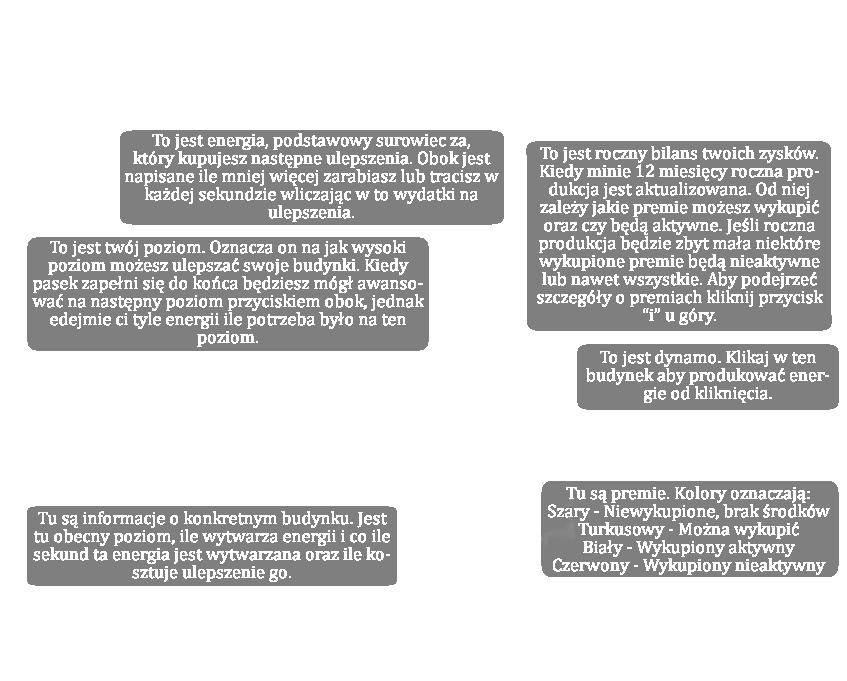 To jest energia, podstawowy surowiec za,
który kupujesz następne ulepszenia. Obok jest
napisane ile mniej więcej zarabiasz lub tracisz w
każdej sekundzie wliczając w to wydatki na
ulepszenia.
To jest roczny bilans twoich zysków.
Kiedy minie 12 miesięcy roczna pro-
dukcja jest aktualizowana. Od niej
zależy jakie premie możesz wykupić
oraz czy będą aktywne. Jeśli roczna
produkcja będzie zbyt mała niektóre
wykupione premie będą nieaktywne
lub nawet wszystkie. Aby podejrzeć
szczegóły o premiach kliknij przycisk
“i” u góry.
To jest twój poziom. Oznacza on na jak wysoki
poziom możesz ulepszać swoje budynki. Kiedy
pasek zapełni się do końca będziesz mógł awanso-
wać na następny poziom przyciskiem obok, jednak
edejmie ci tyle energii ile potrzeba było na ten
poziom.
To jest dynamo. Klikaj w ten
budynek aby produkować ener-
gie od kliknięcia.
Tu są informacje o konkretnym budynku. Jest
tu obecny poziom, ile wytwarza energii i co ile
sekund ta energia jest wytwarzana oraz ile ko-
sztuje ulepszenie go.
Tu są premie. Kolory oznaczają:
Szary - Niewykupione, brak środków
Turkusowy - Można wykupić
Biały - Wykupiony aktywny
Czerwony - Wykupiony nieaktywny